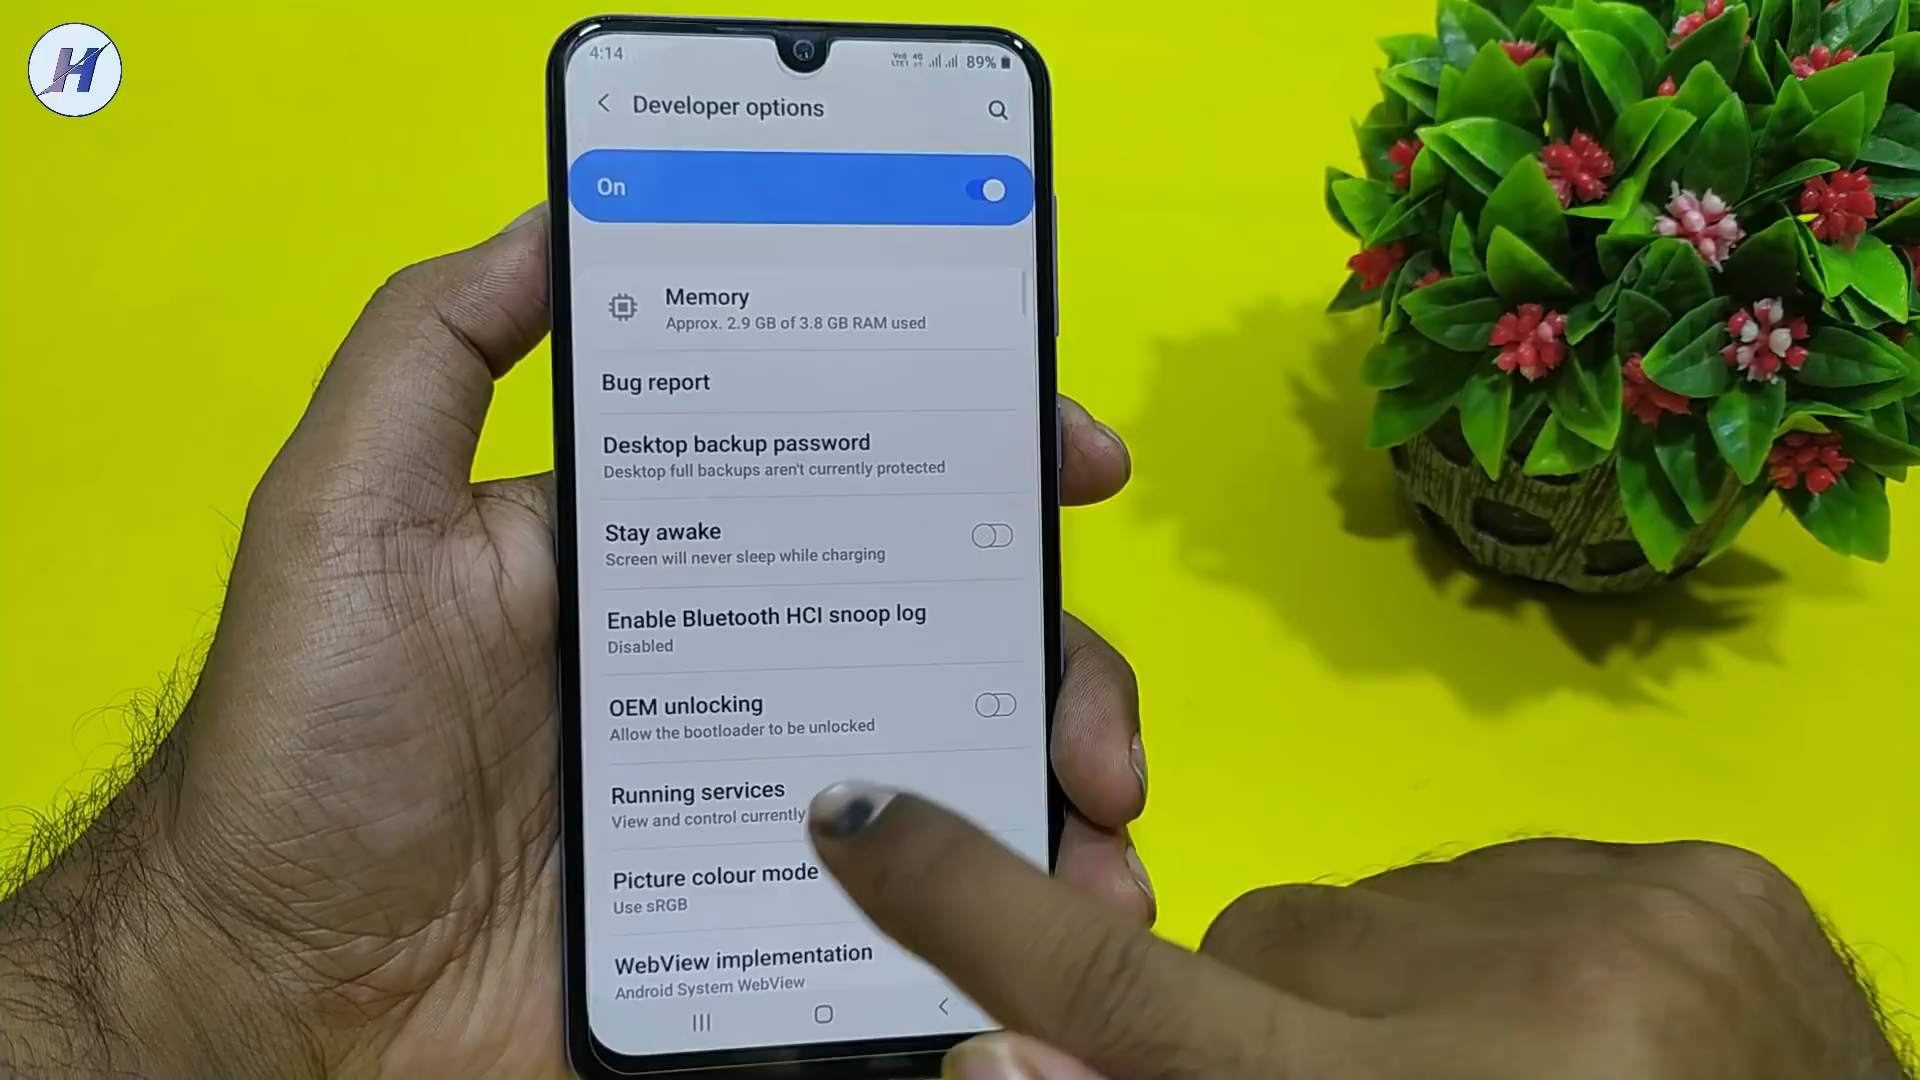 H
4:14
89%
Developer options
On
Memory
Approx. 2.9 GB of 3.8 GB RAM used
Bug report
Desktop backup password
Desktop full backups aren't currently protected
Stay awake
Screen will never sleep while charging
Enable Bluetooth HCI snoop log
Disabled
OEM unlocking
Allow the bootloader to be unlocked
Running services
View and control currently
Picture colour mode
Use sRGB
WebView implementation
Android System WebView